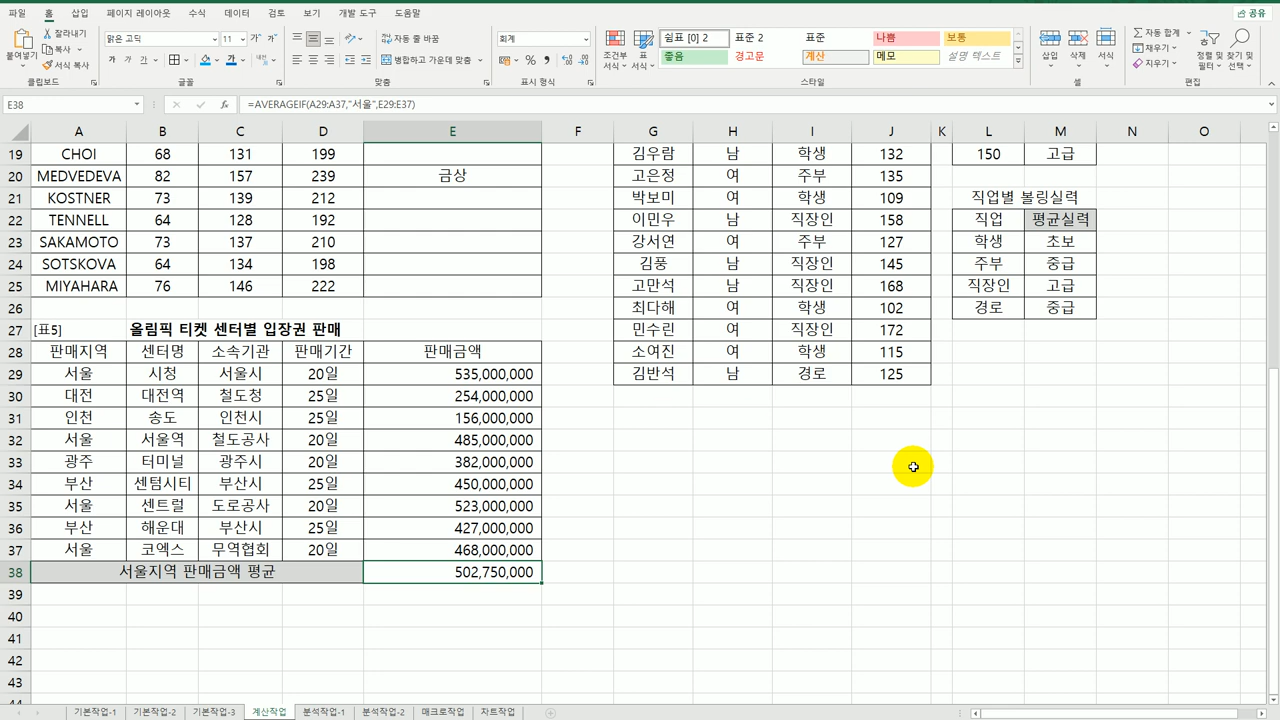 파일 홈 삽입 페이지 레이아웃 수식 데이터 검토 보기 개발 도구 도움말 공유
붙여넣기 잘라내기 맑은 고딕 11 가 가 자동 줄 바꿈 회계 조건부 서식 표 서식 쉼표 [0] 2 표준 2 표준 나쁨 보통 삽입 삭제 서식 자동 합계 정렬 및 필터 찾기 및 선택
복사 채우기
서식 복사 가 가 가 가 병합하고 가운데 맞춤 % 좋음 경고문 계산 메모 설명 텍스트 지우기
클립보드 글꼴 맞춤 표시 형식 스타일 셀 편집
E38 fx =AVERAGEIF(A29:A37,"서울",E29:E37)
A B C D E F G H I J K L M N O
19 CHOI 68 131 199 김우람 남 학생 132 150 고급
20 MEDVEDEVA 82 157 239 금상 고은정 여 주부 135
21 KOSTNER 73 139 212 박보미 여 학생 109 직업별 볼링실력
22 TENNELL 64 128 192 이민우 남 직장인 158 직업 평균실력
23 SAKAMOTO 73 137 210 강서연 여 주부 127 학생 초보
24 SOTSKOVA 64 134 198 김풍 남 직장인 145 주부 중급
25 MIYAHARA 76 146 222 고만석 남 직장인 168 직장인 고급
26 최다해 여 학생 102 경로 중급
27 [표5] 올림픽 티켓 센터별 입장권 판매 민수린 여 직장인 172
28 판매지역 센터명 소속기관 판매기간 판매금액 소여진 여 학생 115
29 서울 시청 서울시 20일 535,000,000 김반석 남 경로 125
30 대전 대전역 철도청 25일 254,000,000
31 인천 송도 인천시 25일 156,000,000
32 서울 서울역 철도공사 20일 485,000,000
33 광주 터미널 광주시 20일 382,000,000
34 부산 센텀시티 부산시 25일 450,000,000
35 서울 센트럴 도로공사 20일 523,000,000
36 부산 해운대 부산시 25일 427,000,000
37 서울 코엑스 무역협회 20일 468,000,000
38 서울지역 판매금액 평균 502,750,000
39
40
41
42
43
기본작업-1 기본작업-2 기본작업-3 계산작업 분석작업-1 분석작업-2 매크로작업 차트작업